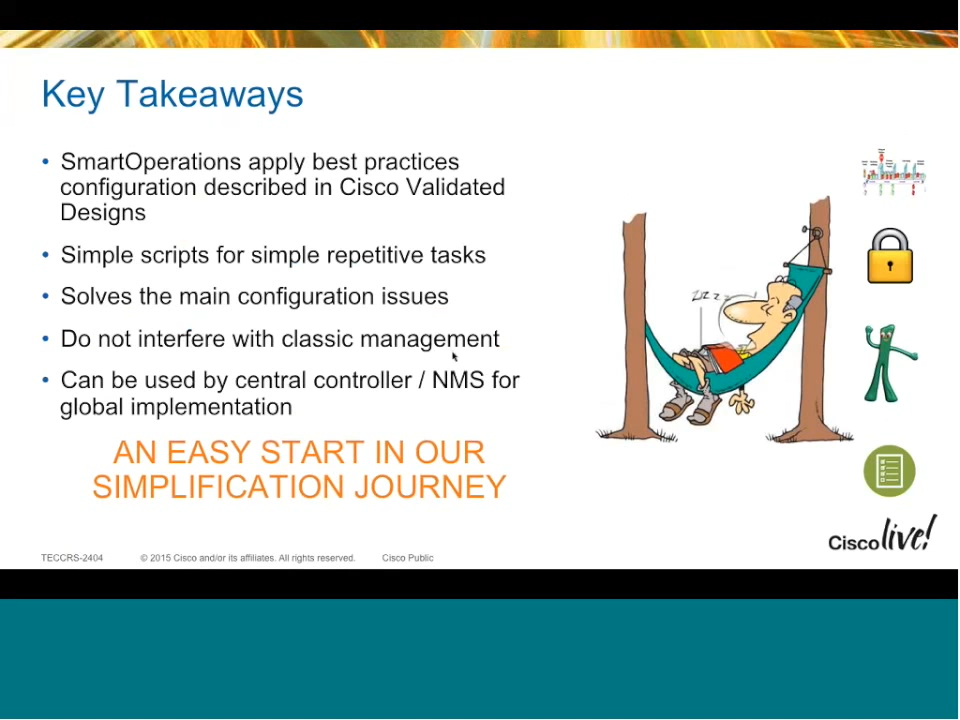 Key Takeaways
• SmartOperations apply best practices
configuration described in Cisco Validated
Designs
• Simple scripts for simple repetitive tasks
• Solves the main configuration issues
• Do not interfere with classic management
• Can be used by central controller / NMS for
global implementation
AN EASY START IN OUR
SIMPLIFICATION JOURNEY
zzzz
Cisco live!
TECCRS-2404 © 2015 Cisco and/or its affiliates. All rights reserved. Cisco Public